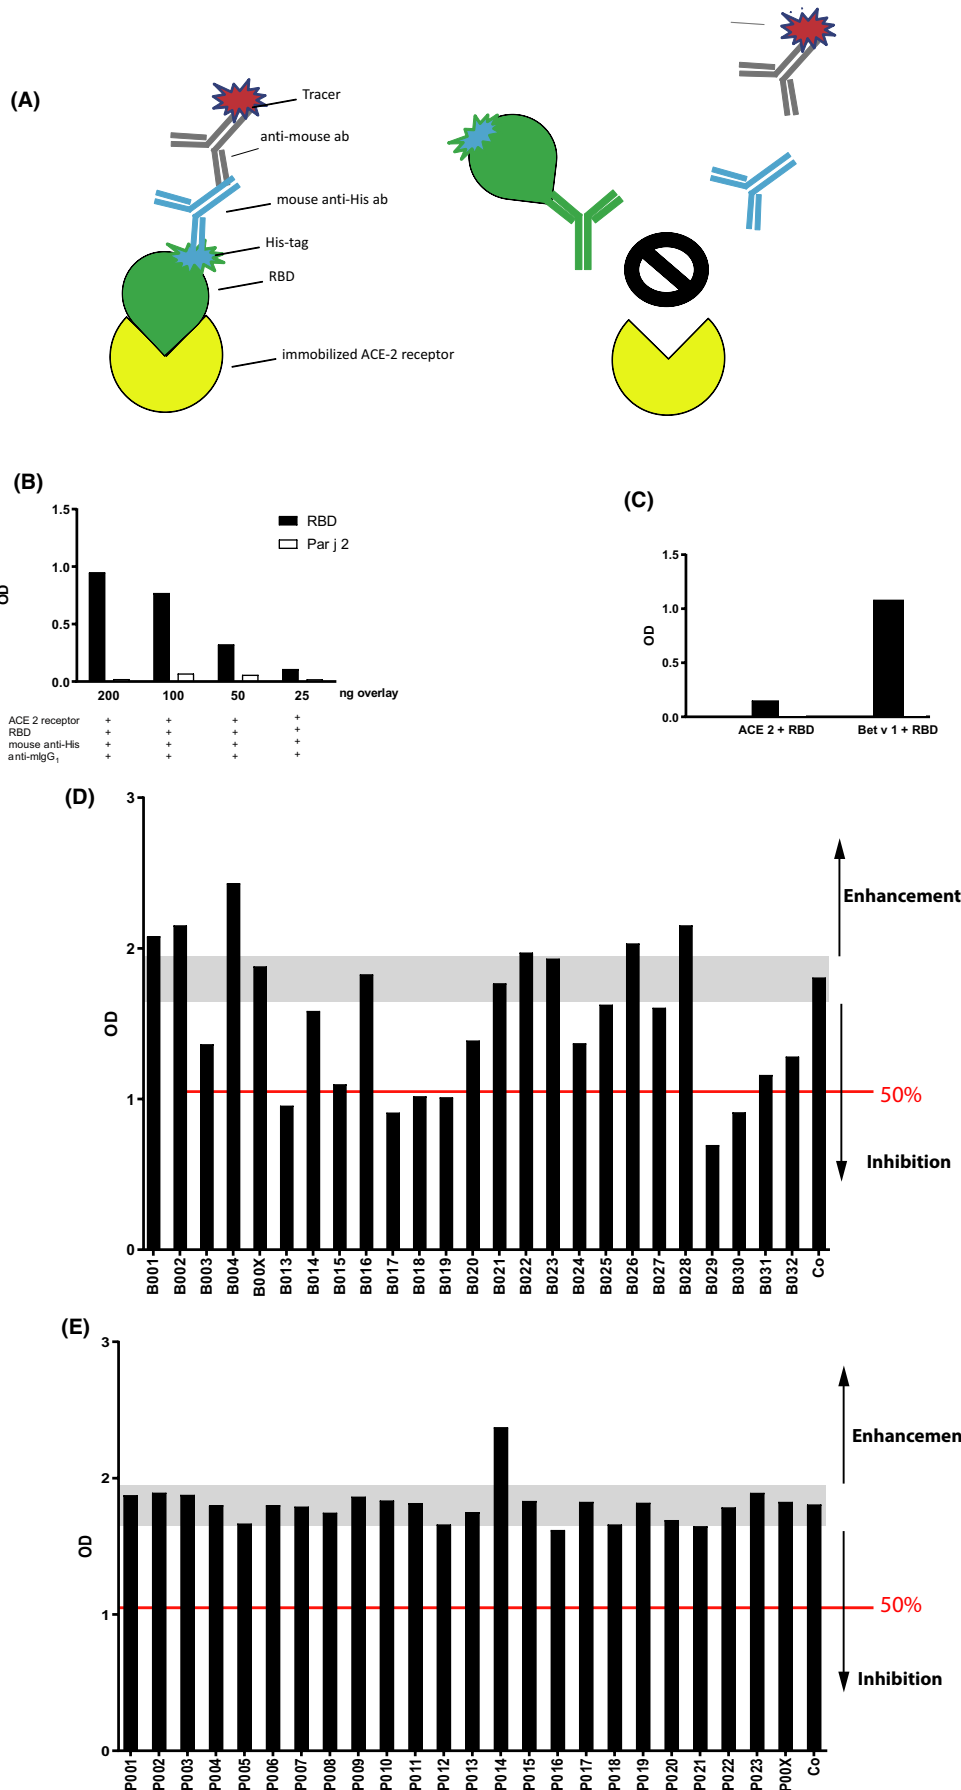 (A)
Tracer
anti-mouse ab
mouse anti-His ab
His-tag
RBD
immobilized ACE-2 receptor
(B)
1.5
1.0
0.5
0.0
OD
RBD
Par j 2
200 100 50 25 ng overlay
ACE 2 receptor + + + +
RBD + + + +
mouse anti-His + + + +
anti-mIgG1 + + + +
(C)
1.5
1.0
0.5
0.0
OD
ACE 2 + RBD Bet v 1 + RBD
(D)
3
2
1
0
OD
Enhancement
50%
Inhibition
B001 B002 B003 B004 B00X B013 B014 B015 B016 B017 B018 B019 B020 B021 B022 B023 B024 B025 B026 B027 B028 B029 B030 B031 B032 Co
(E)
3
2
1
0
OD
Enhancemen
50%
Inhibition
P001 P002 P003 P004 P005 P006 P007 P008 P009 P010 P011 P012 P013 P014 P015 P016 P017 P018 P019 P020 P021 P022 P023 P00X Co